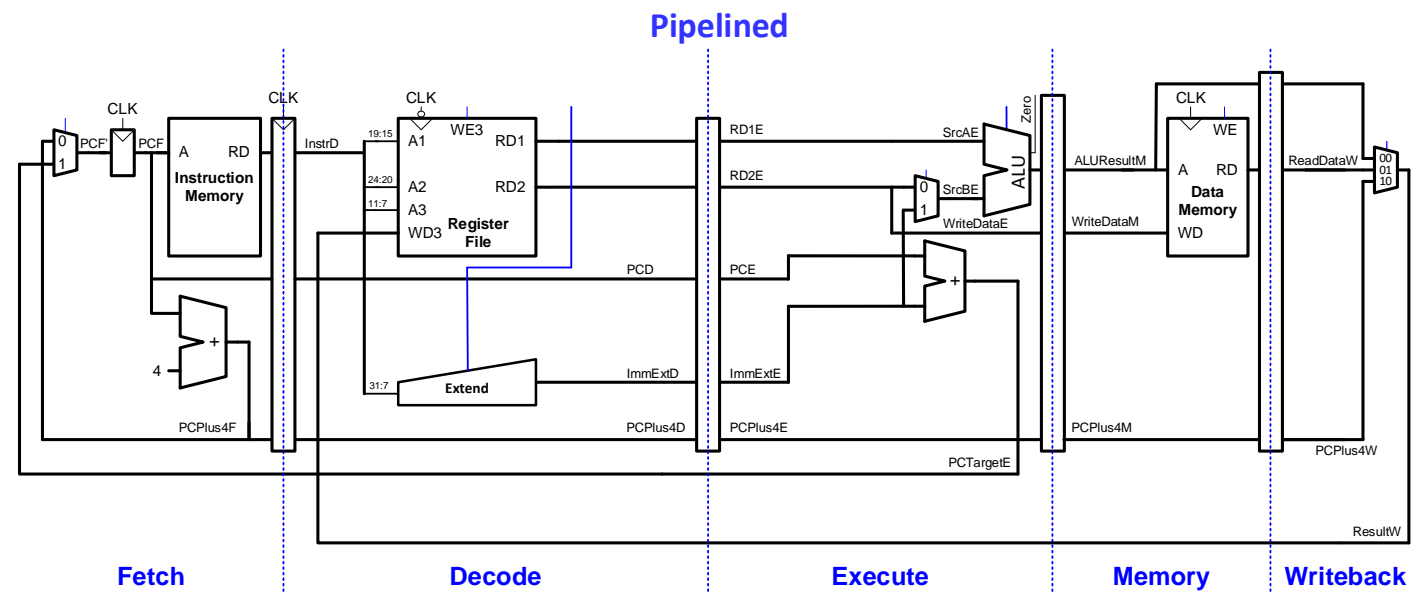 Pipelined
CLK
CLK
CLK
CLK
Zero
0
1
PCF'
PCF
A
RD
Instruction
Memory
InstrD
19:15
A1
WE3
RD1
24:20
A2
RD2
11:7
A3
WD3
Register
File
RD1E
RD2E
SrcAE
0
1
SrcBE
ALU
WriteDataE
ALUResultM
WriteDataM
A
RD
WE
Data
Memory
WD
ReadDataW
00
01
10
PCD
PCE
+
4
+
31:7
Extend
ImmExtD
ImmExtE
PCPlus4F
PCPlus4D
PCPlus4E
PCPlus4M
PCPlus4W
PCTargetE
ResultW
Fetch
Decode
Execute
Memory
Writeback